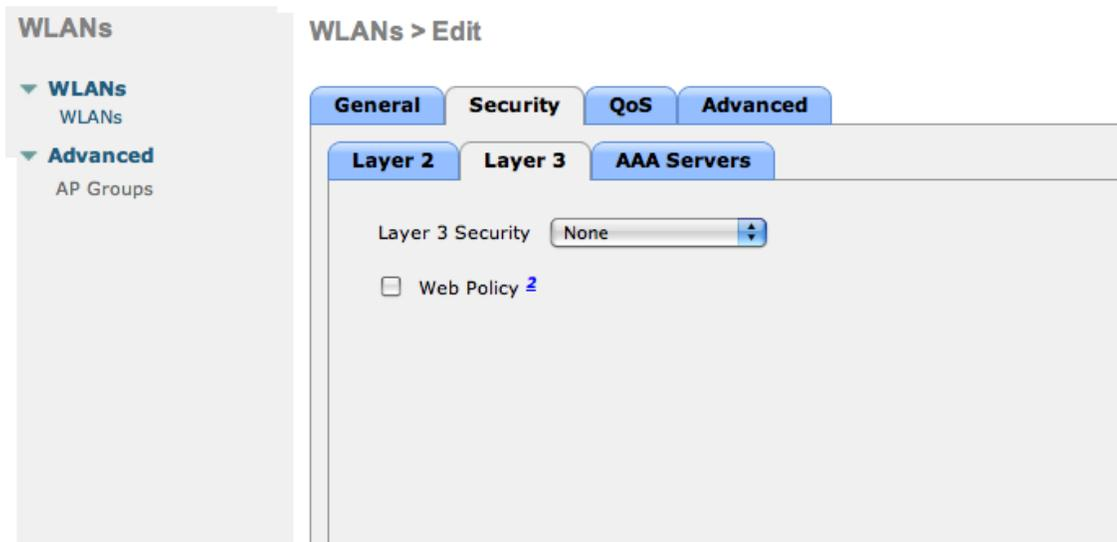 WLANs
WLANs
WLANs
Advanced
AP Groups
WLANs > Edit
General Security QoS Advanced
Layer 2 Layer 3 AAA Servers
Layer 3 Security None
Web Policy 2